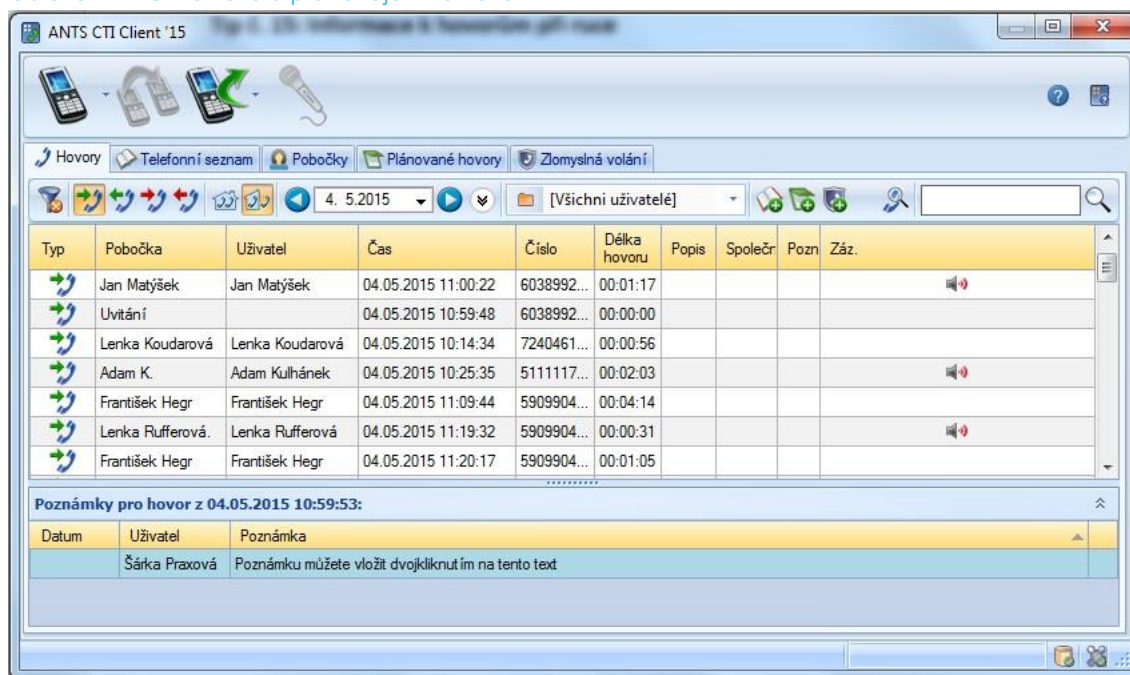 ANTS CTI Client '15
Tip č. 15: Informace k hovorům při ruce
Hovory Telefonní seznam Pobočky Plánované hovory Zlomyslná volání
4. 5.2015 [Všichni uživatelé]
Typ Pobočka Uživatel Čas Číslo Délka hovoru Popis Společr Pozn Záz.
Jan Matýšek Jan Matýšek 04.05.2015 11:00:22 6038992... 00:01:17
Uvitání 04.05.2015 10:59:48 6038992... 00:00:00
Lenka Koudarová Lenka Koudarová 04.05.2015 10:14:34 7240461... 00:00:56
Adam K. Adam Kulhánek 04.05.2015 10:25:35 5111117... 00:02:03
František Hegr František Hegr 04.05.2015 11:09:44 5909904... 00:04:14
Lenka Rufferová. Lenka Rufferová 04.05.2015 11:19:32 5909904... 00:00:31
František Hegr František Hegr 04.05.2015 11:20:17 5909904... 00:01:05
Poznámky pro hovor z 04.05.2015 10:59:53:
Datum Uživatel Poznámka
Šárka Praxová Poznámku můžete vložit dvojkliknutím na tento text